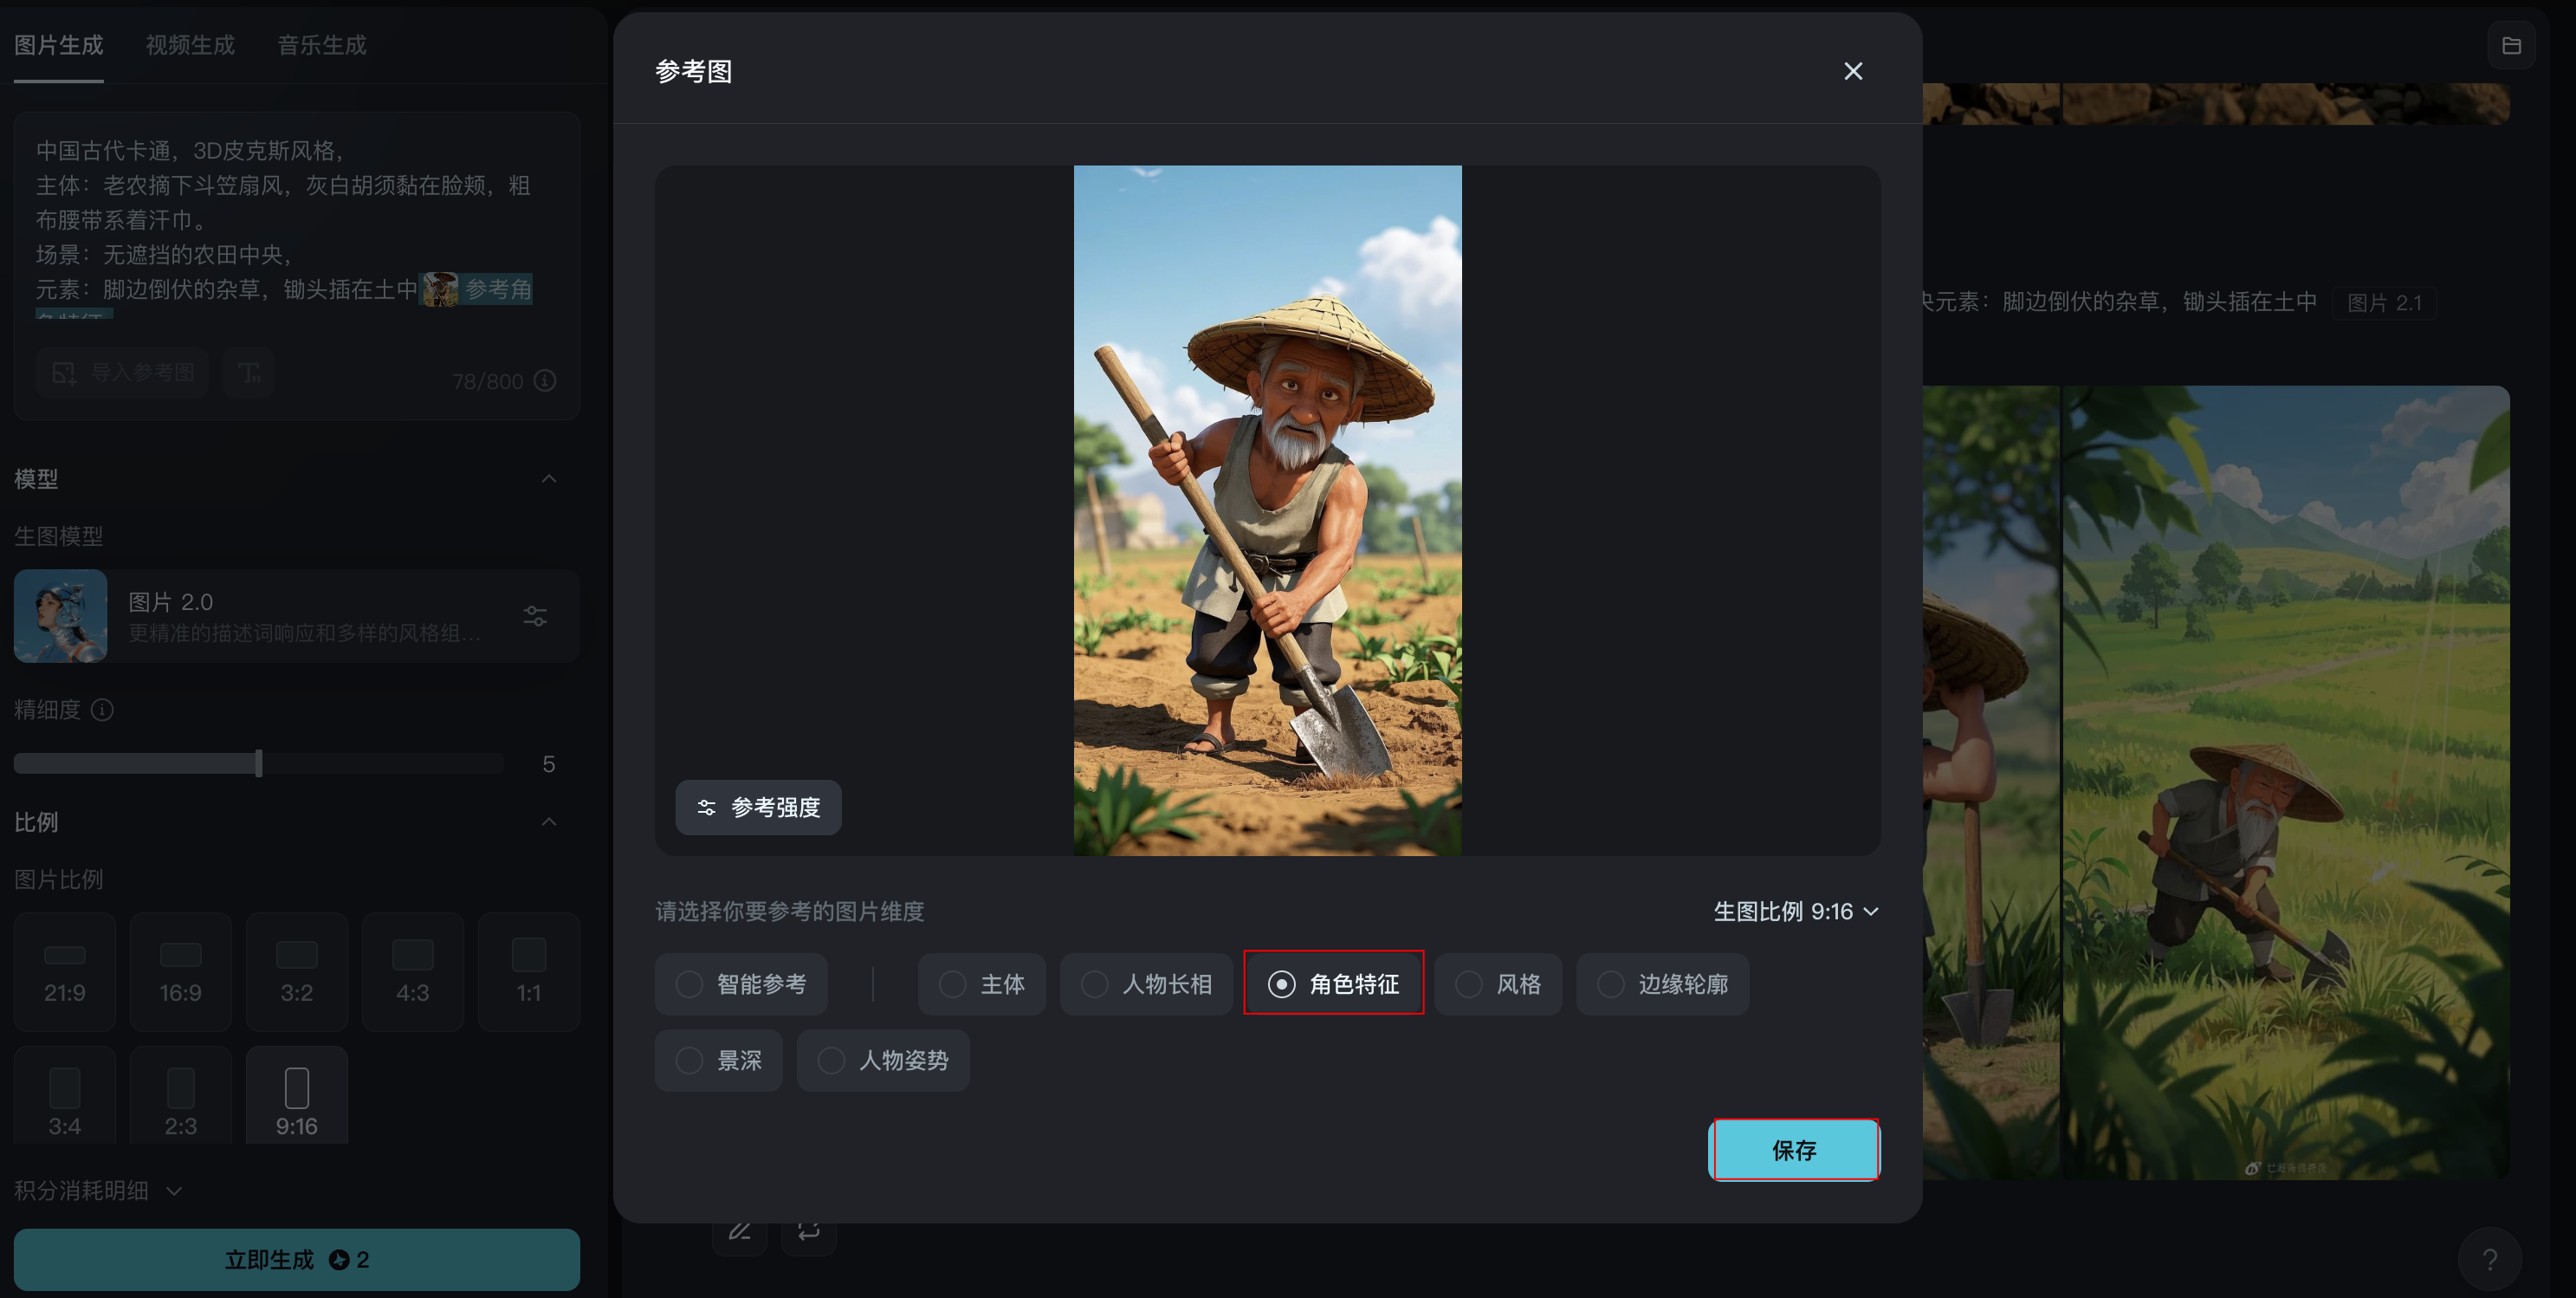 图片生成
视频生成
音乐生成
中国古代卡通，3D皮克斯风格，
主体：老农摘下斗笠扇风，灰白胡须黏在脸颊，粗
布腰带系着汗巾。
场景：无遮挡的农田中央，
元素：脚边倒伏的杂草，锄头插在土中 参考角
色特征
导入参考图
78/800
模型
生图模型
图片 2.0
更精准的描述词响应和多样的风格组...
精细度
5
比例
图片比例
21:9
16:9
3:2
4:3
1:1
3:4
2:3
9:16
积分消耗明细
立即生成 2
参考图
参考强度
请选择你要参考的图片维度
生图比例 9:16
智能参考
主体
人物长相
角色特征
风格
边缘轮廓
景深
人物姿势
保存
元素：脚边倒伏的杂草，锄头插在土中
图片 2.1
?